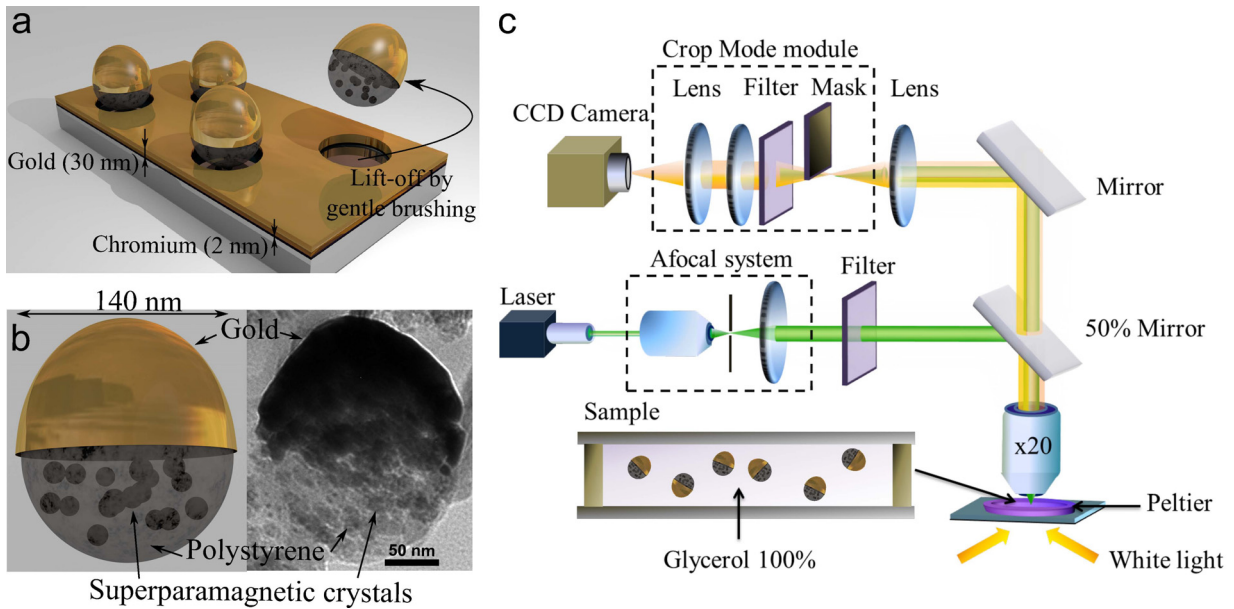 a
Gold (30 nm)
Lift-off by
gentle brushing
Chromium (2 nm)
b
140 nm
Gold
Polystyrene
50 nm
Superparamagnetic crystals
c
Crop Mode module
Lens
Filter
Mask
Lens
CCD Camera
Mirror
Afocal system
Filter
Laser
50% Mirror
Sample
x20
Peltier
Glycerol 100%
White light